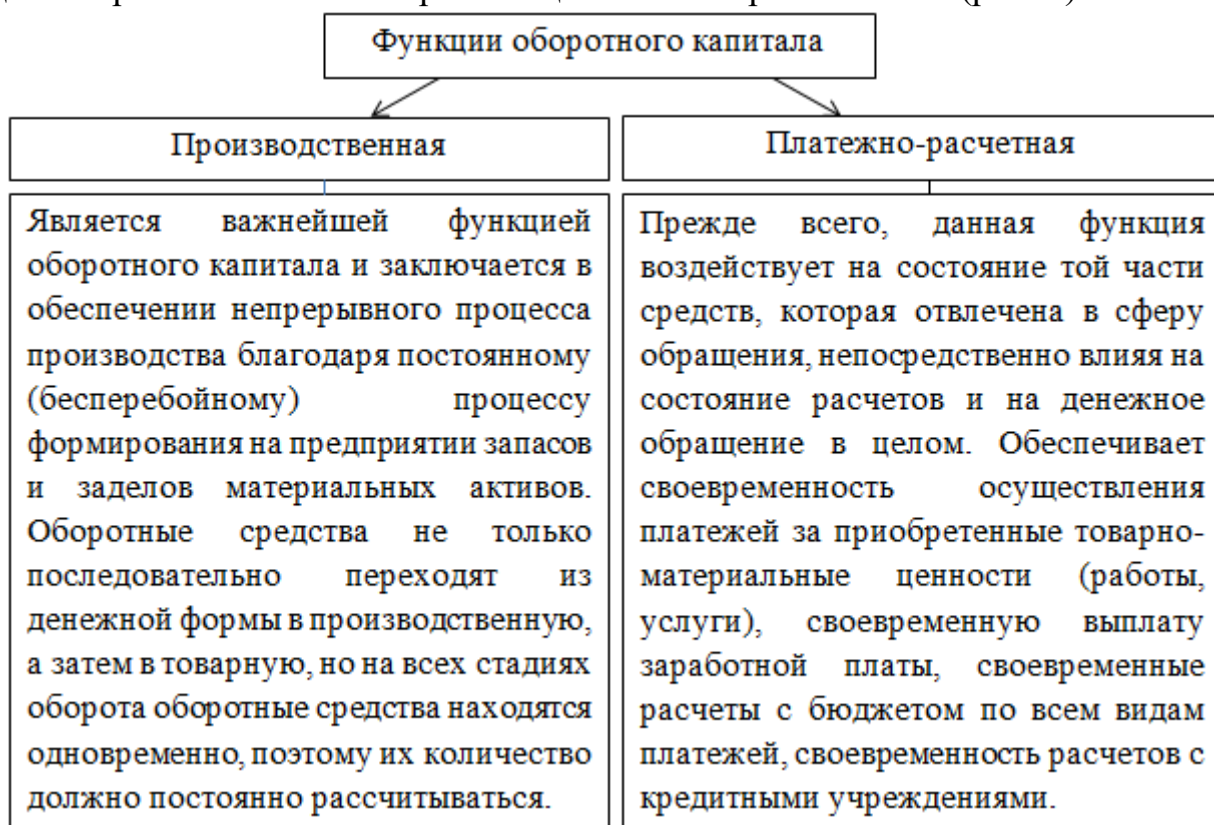 Функции оборотного капитала
Производственная
Является важнейшей функцией
оборотного капитала и заключается в
обеспечении непрерывного процесса
производства благодаря постоянному
(бесперебойному) процессу
формирования на предприятии запасов
и заделов материальных активов.
Оборотные средства не только
последовательно переходят из
денежной формы в производственную,
а затем в товарную, но на всех стадиях
оборота оборотные средства находятся
одновременно, поэтому их количество
должно постоянно рассчитываться.
Платежно-расчетная
Прежде всего, данная функция
воздействует на состояние той части
средств, которая отвлечена в сферу
обращения, непосредственно влияя на
состояние расчетов и на денежное
обращение в целом. Обеспечивает
своевременность осуществления
платежей за приобретенные товарно-
материальные ценности (работы,
услуги), своевременную выплату
заработной платы, своевременные
расчеты с бюджетом по всем видам
платежей, своевременность расчетов с
кредитными учреждениями.